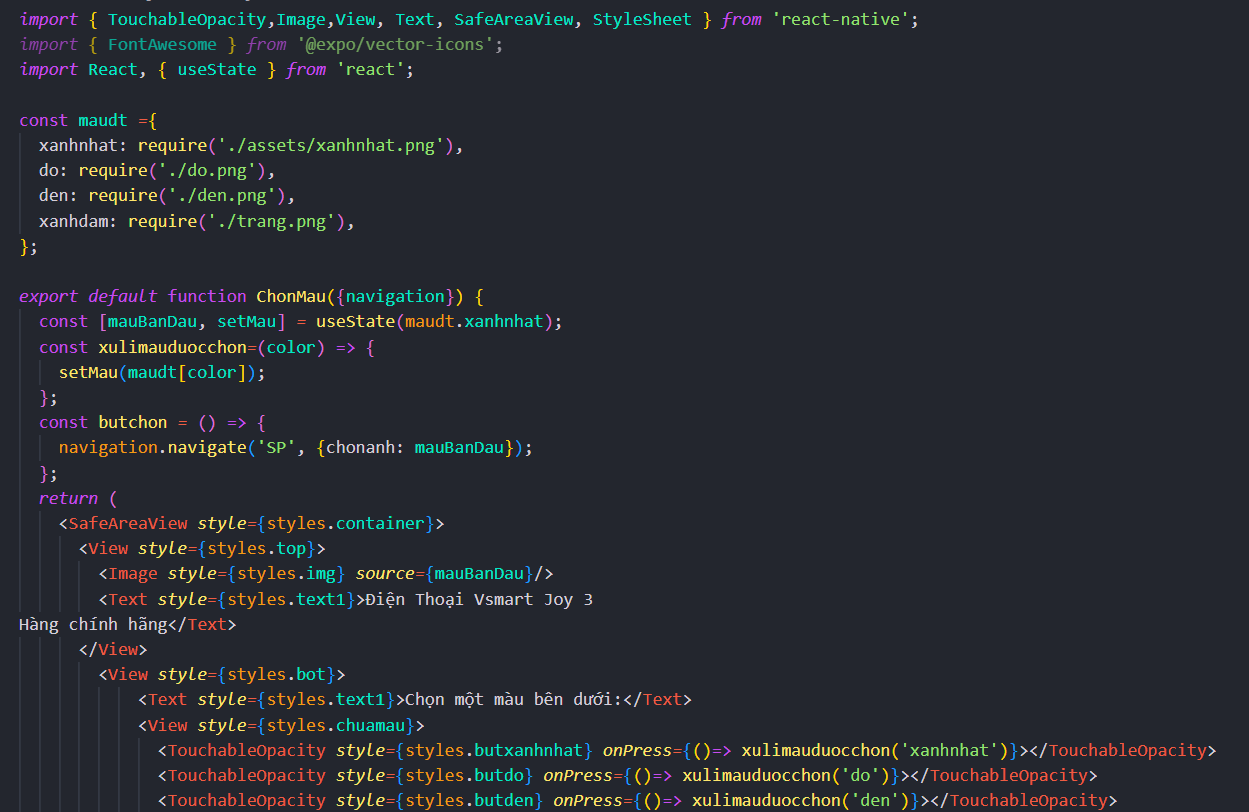 import { TouchableOpacity,Image,View, Text, SafeAreaView, StyleSheet } from 'react-native';
import { FontAwesome } from '@expo/vector-icons';
import React, { useState } from 'react';
const maudt ={
xanhnhat: require('./assets/xanhnhat.png'),
do: require('./do.png'),
den: require('./den.png'),
xanhdam: require('./trang.png'),
};
export default function ChonMau({navigation}) {
const [mauBanDau, setMau] = useState(maudt.xanhnhat);
const xulimauduocchon=(color) => {
setMau(maudt[color]);
};
const butchon = () => {
navigation.navigate('SP', {chonanh: mauBanDau});
};
return (
<SafeAreaView style={styles.container}>
<View style={styles.top}>
<Image style={styles.img} source={mauBanDau}/>
<Text style={styles.text1}>Điện Thoại Vsmart Joy 3
Hàng chính hãng</Text>
</View>
<View style={styles.bot}>
<Text style={styles.text1}>Chọn một màu bên dưới:</Text>
<View style={styles.chuamau}>
<TouchableOpacity style={styles.butxanhnhat} onPress={()=> xulimauduocchon('xanhnhat')}></TouchableOpacity>
<TouchableOpacity style={styles.butdo} onPress={()=> xulimauduocchon('do')}></TouchableOpacity>
<TouchableOpacity style={styles.butden} onPress={()=> xulimauduocchon('den')}></TouchableOpacity>